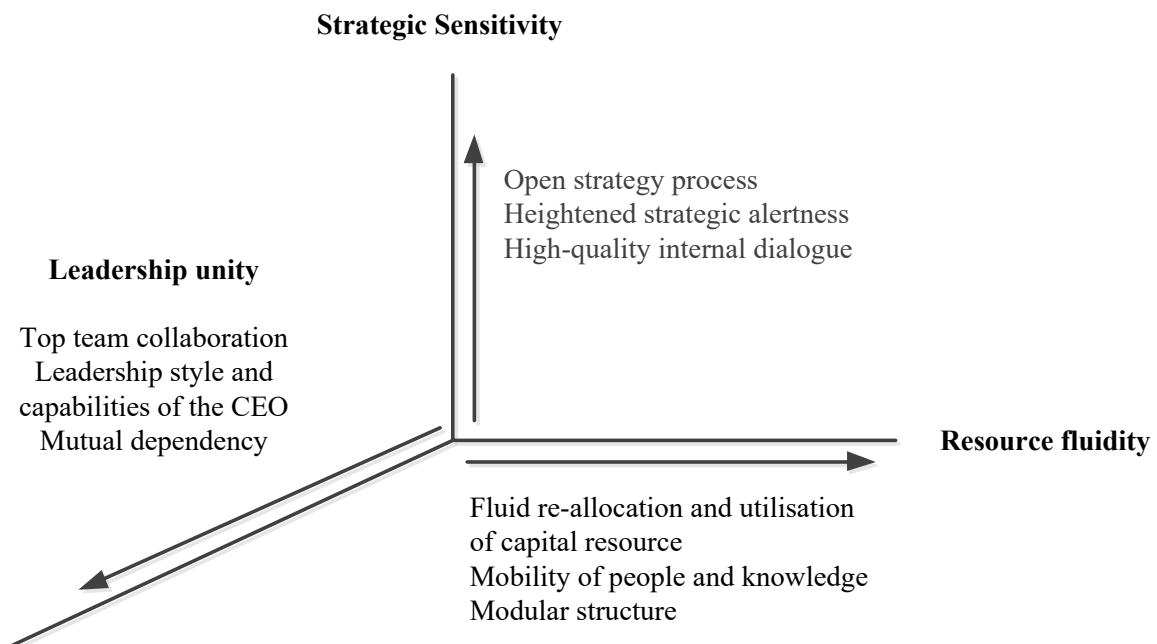 Strategic Sensitivity
Open strategy process
Heightened strategic alertness
High-quality internal dialogue
Leadership unity
Top team collaboration
Leadership style and
capabilities of the CEO
Mutual dependency
Resource fluidity
Fluid re-allocation and utilisation
of capital resource
Mobility of people and knowledge
Modular structure